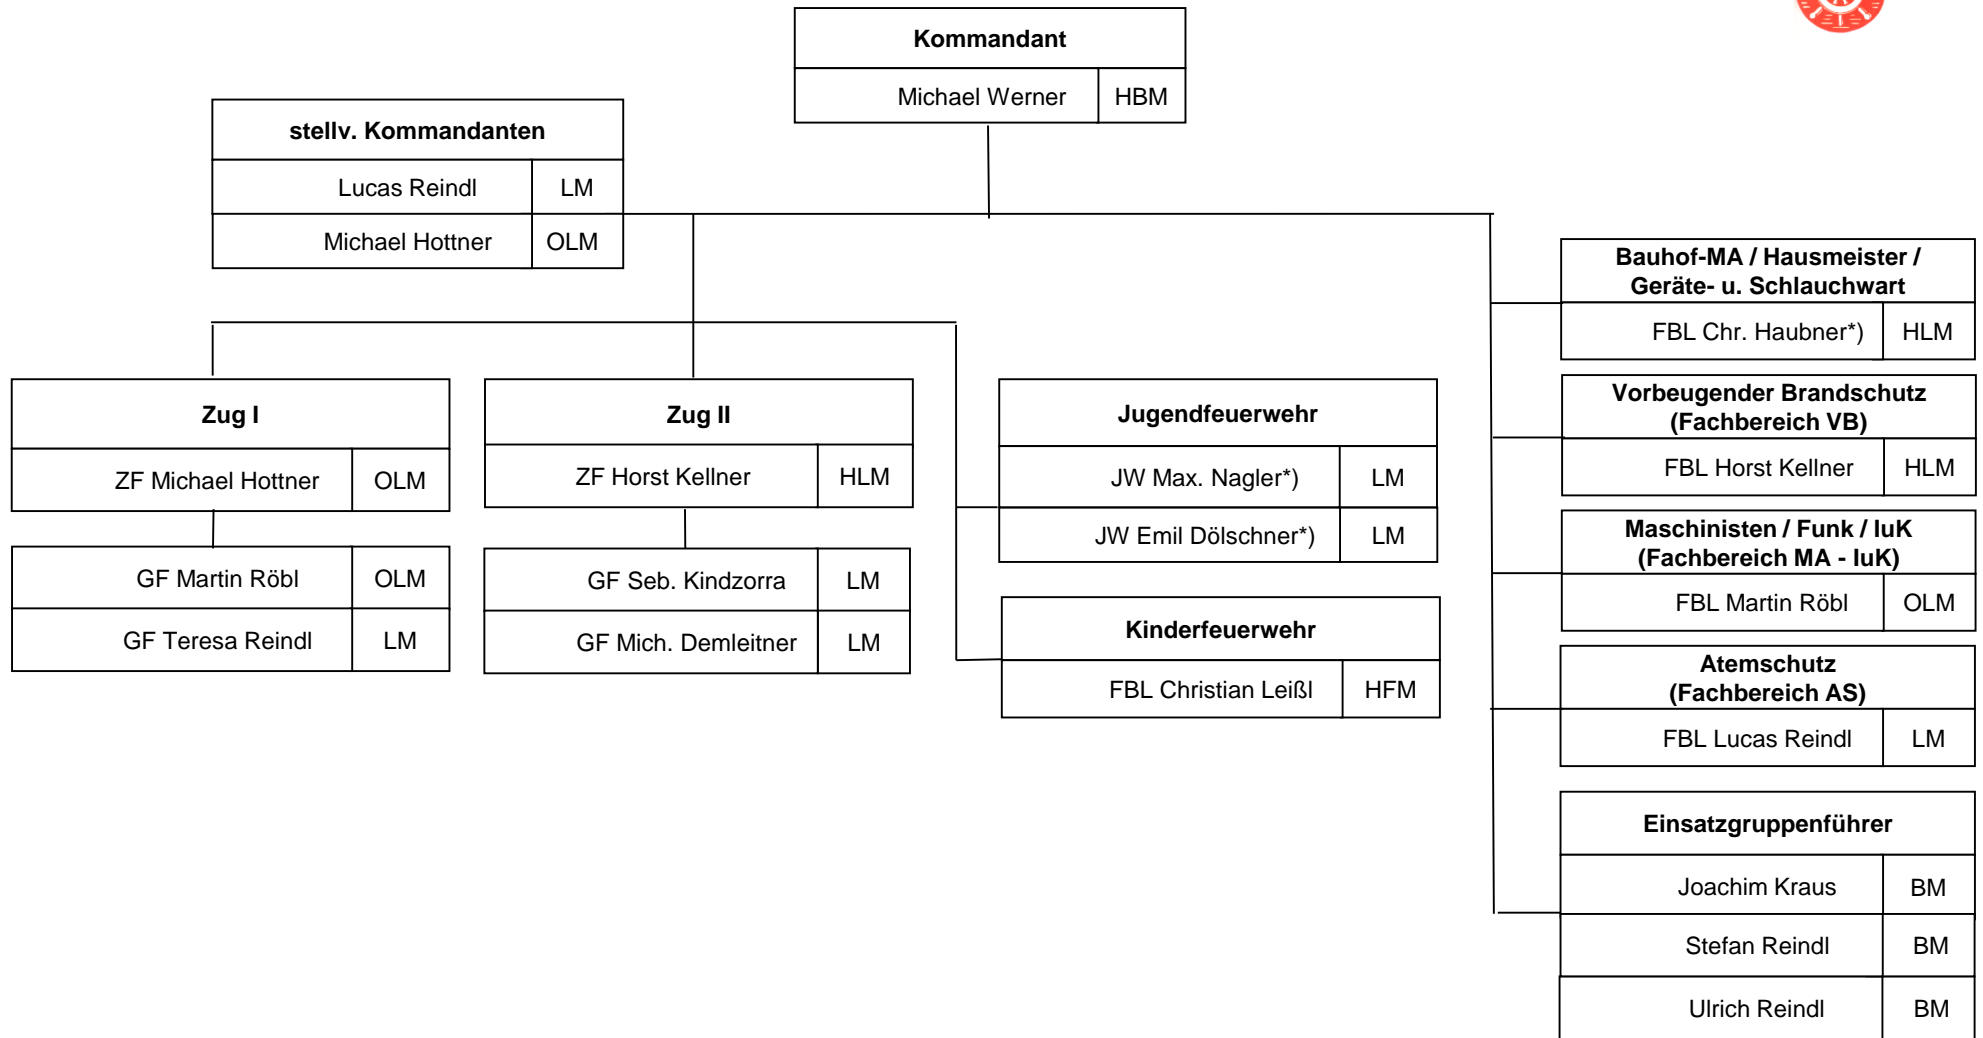 Kommandant
Michael Werner HBM
stellv. Kommandanten
Lucas Reindl LM
Michael Hottner OLM
Zug I
ZF Michael Hottner OLM
GF Martin Röbl OLM
GF Teresa Reindl LM
Zug II
ZF Horst Kellner HLM
GF Seb. Kindzorra LM
GF Mich. Demleitner LM
Jugendfeuerwehr
JW Max. Nagler*) LM
JW Emil Dölschner*) LM
Kinderfeuerwehr
FBL Christian Leißl HFM
Bauhof-MA / Hausmeister /
Geräte- u. Schlauchwart
FBL Chr. Haubner*) HLM
Vorbeugender Brandschutz
(Fachbereich VB)
FBL Horst Kellner HLM
Maschinisten / Funk / IuK
(Fachbereich MA - IuK)
FBL Martin Röbl OLM
Atemschutz
(Fachbereich AS)
FBL Lucas Reindl LM
Einsatzgruppenführer
Joachim Kraus BM
Stefan Reindl BM
Ulrich Reindl BM